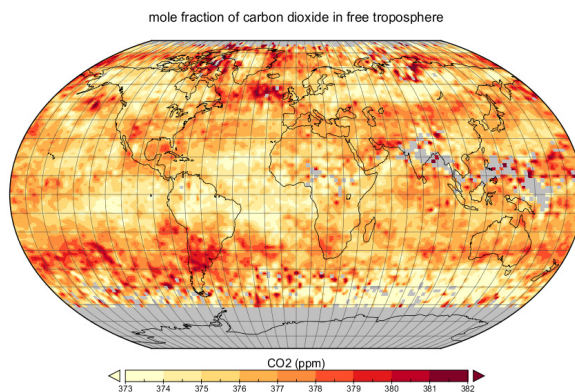 mole fraction of carbon dioxide in free troposphere
CO2 (ppm)
373 374 375 376 377 378 379 380 381 382